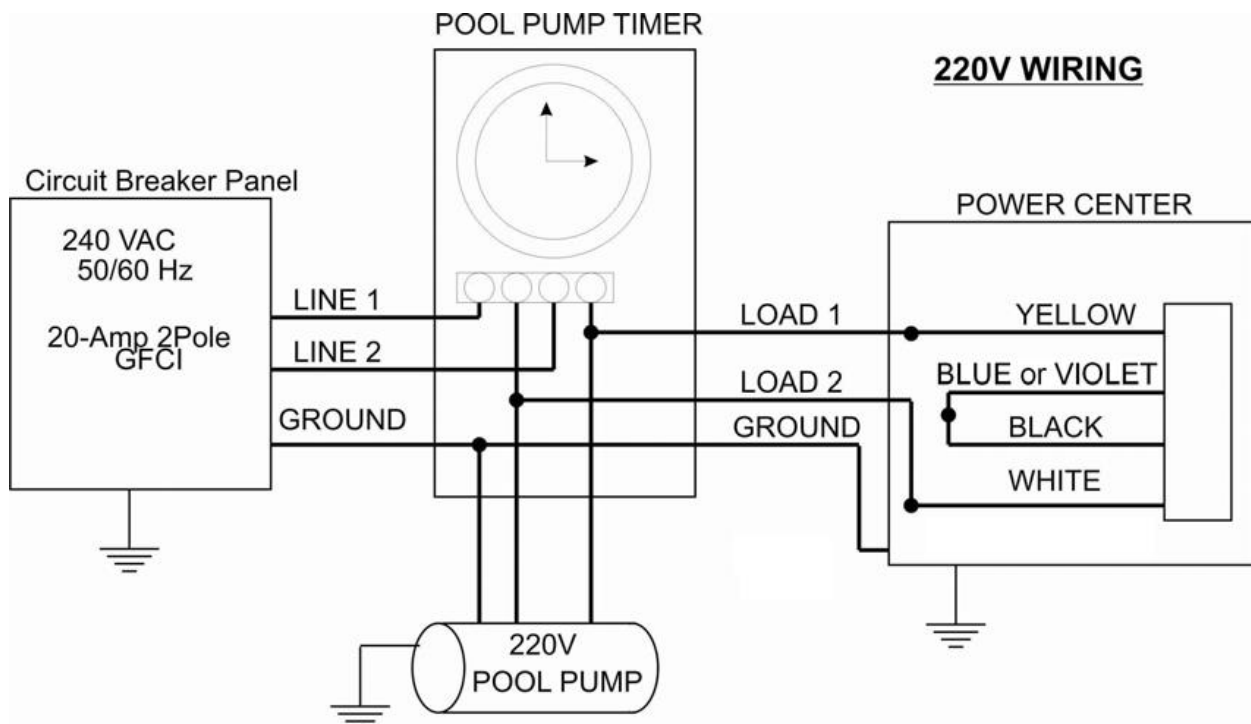 POOL PUMP TIMER
220V WIRING
Circuit Breaker Panel
240 VAC
50/60 Hz
20-Amp 2Pole
GFCI
LINE 1
LINE 2
GROUND
LOAD 1
LOAD 2
GROUND
POWER CENTER
YELLOW
BLUE or VIOLET
BLACK
WHITE
220V
POOL PUMP